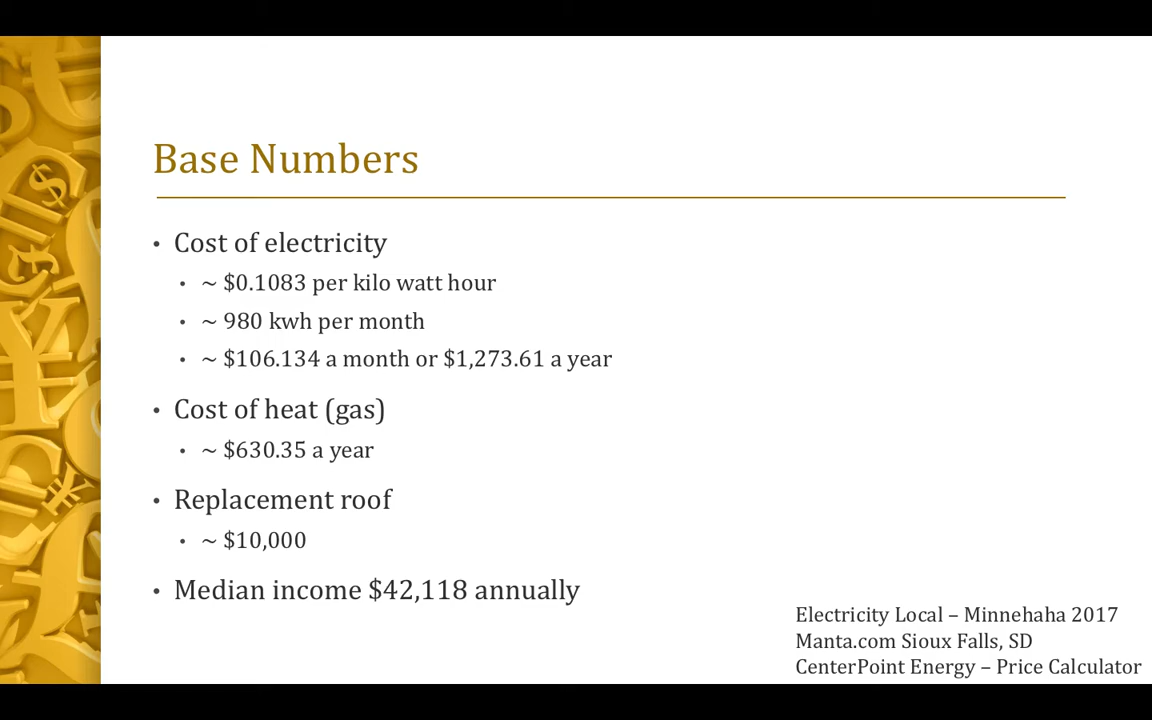 Base Numbers
• Cost of electricity
• ~ $0.1083 per kilo watt hour
• ~ 980 kwh per month
• ~ $106.134 a month or $1,273.61 a year
• Cost of heat (gas)
• ~ $630.35 a year
• Replacement roof
• ~ $10,000
• Median income $42,118 annually
Electricity Local – Minnehaha 2017
Manta.com Sioux Falls, SD
CenterPoint Energy – Price Calculator